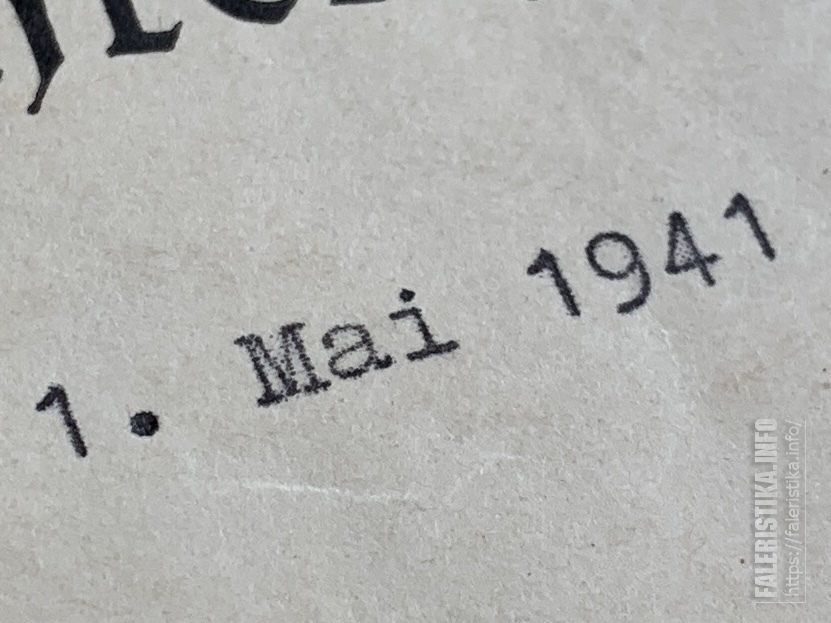 1. Mai 1941
FALERISTIKA.INFO
https://faleristika.info/